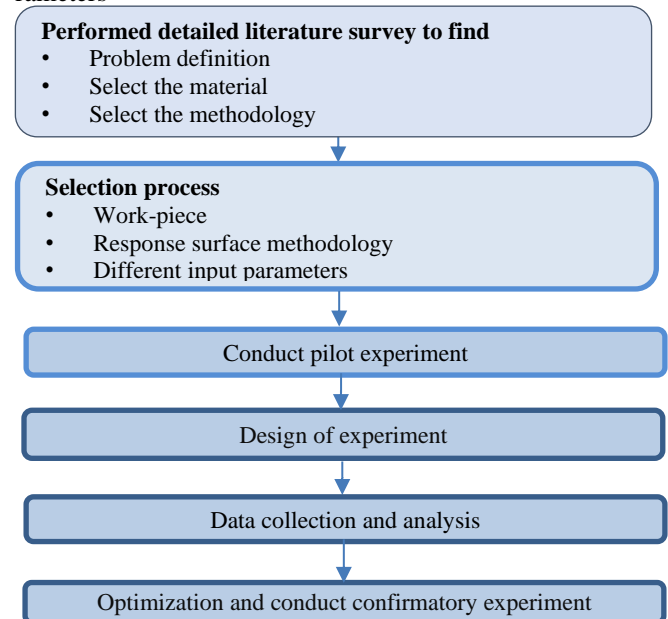 rameters
Performed detailed literature survey to find
• Problem definition
• Select the material
• Select the methodology
Selection process
• Work-piece
• Response surface methodology
• Different input parameters
Conduct pilot experiment
Design of experiment
Data collection and analysis
Optimization and conduct confirmatory experiment